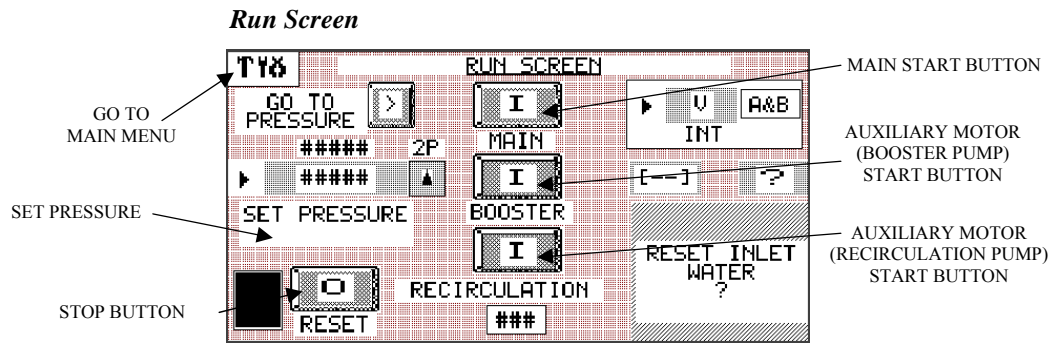 Run Screen
RUN SCREEN
GO TO
MAIN MENU
GO TO
PRESSURE
>
#####
2P
#####
SET PRESSURE
SET PRESSURE
STOP BUTTON
O
RESET
I
MAIN
I
BOOSTER
I
RECIRCULATION
###
V
A&B
INT
[--]
?
RESET INLET
WATER
?
MAIN START BUTTON
AUXILIARY MOTOR
(BOOSTER PUMP)
START BUTTON
AUXILIARY MOTOR
(RECIRCULATION PUMP)
START BUTTON